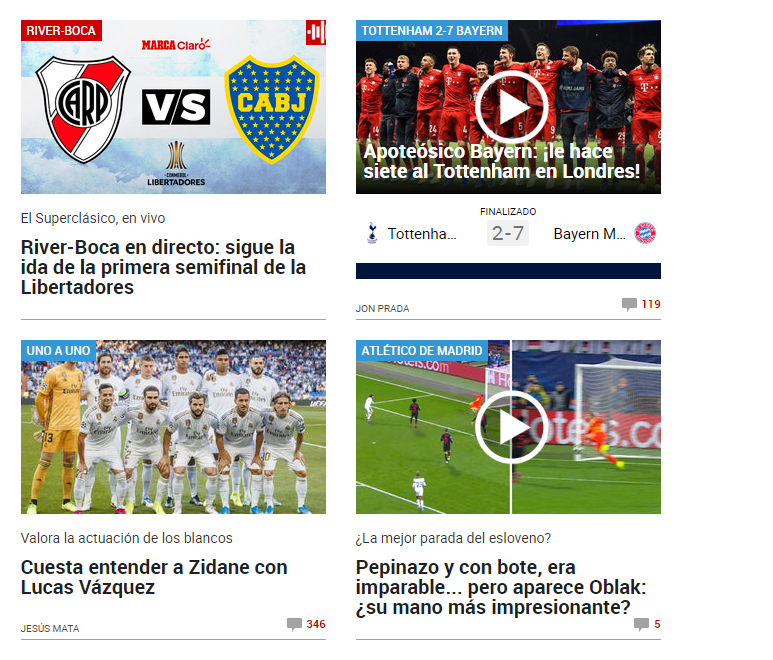 RIVER-BOCA
MARCA Claro
CARP
VS
CABJ
CONMEBOL
LIBERTADORES
El Superclásico, en vivo
River-Boca en directo: sigue la
ida de la primera semifinal de la
Libertadores
TOTTENHAM 2-7 BAYERN
Apoteósico Bayern: ¡le hace
siete al Tottenham en Londres!
FINALIZADO
Tottenha... 2-7 Bayern M...
JON PRADA 119
UNO A UNO
Valora la actuación de los blancos
Cuesta entender a Zidane con
Lucas Vázquez
JESÚS MATA 346
ATLÉTICO DE MADRID
¿La mejor parada del esloveno?
Pepinazo y con bote, era
imparable... pero aparece Oblak:
¿su mano más impresionante?
5